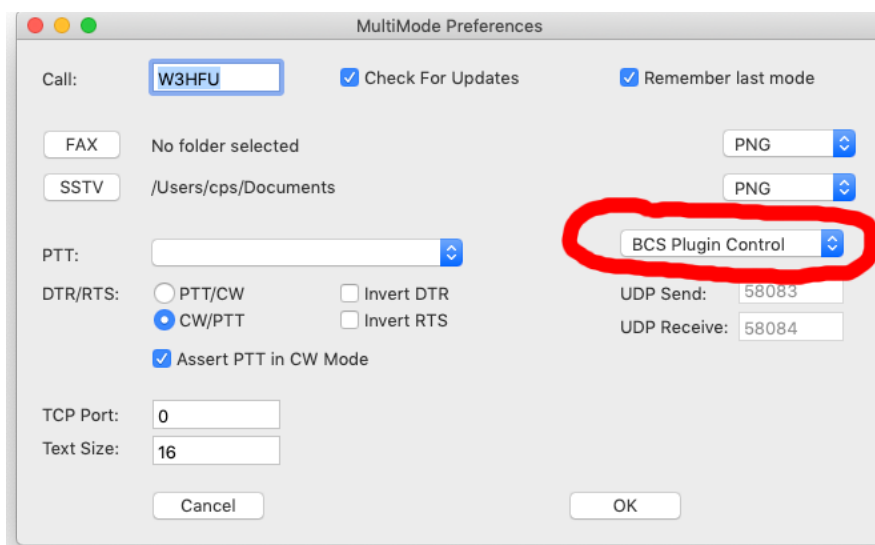 MultiMode Preferences
Call: W3HFU Check For Updates Remember last mode
FAX No folder selected PNG
SSTV /Users/cps/Documents PNG
BCS Plugin Control
PTT:
DTR/RTS: PTT/CW Invert DTR UDP Send: 58083
CW/PTT Invert RTS UDP Receive: 58084
Assert PTT in CW Mode
TCP Port: 0
Text Size: 16
Cancel OK